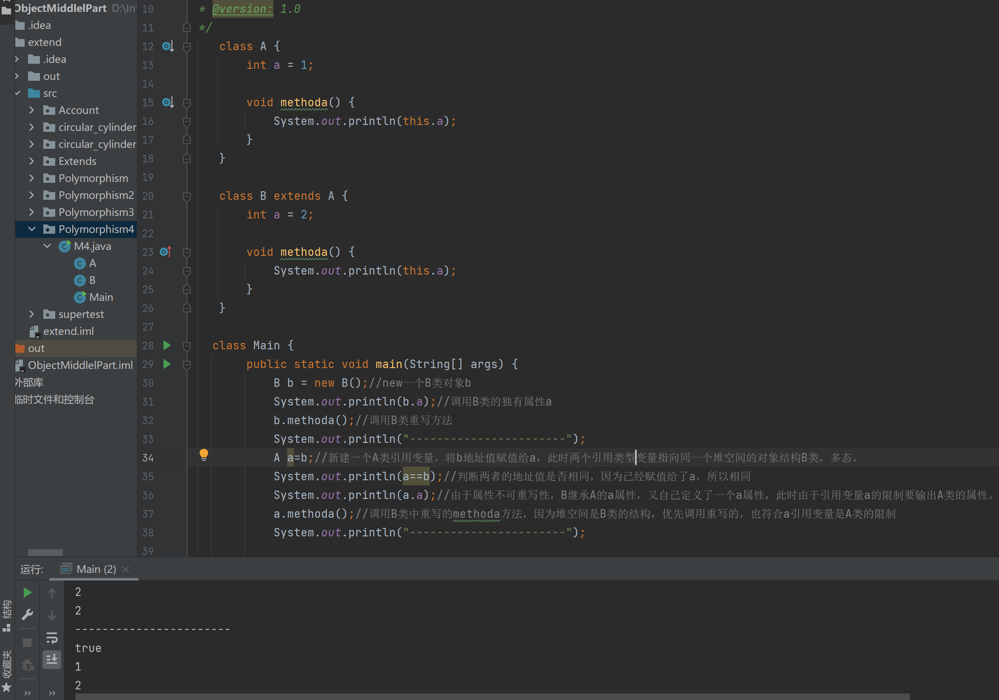 ObjectMiddlelPart D:\In
.idea
extend
.idea
out
src
Account
circular_cylinder
circular_cylinder
Extends
Polymorphism
Polymorphism2
Polymorphism3
Polymorphism4
M4.java
A
B
Main
supertest
extend.iml
out
ObjectMiddlelPart.iml
外部库
临时文件和控制台
10 * @version: 1.0
11 */
12 class A {
13 int a = 1;
14
15 void methoda() {
16 System.out.println(this.a);
17 }
18 }
19
20 class B extends A {
21 int a = 2;
22
23 void methoda() {
24 System.out.println(this.a);
25 }
26 }
27
28 class Main {
29 public static void main(String[] args) {
30 B b = new B();//new一个B类对象b
31 System.out.println(b.a);//调用B类的独有属性a
32 b.methoda();//调用B类重写方法
33 System.out.println("-----------------------");
34 A a=b;//新建一个A类引用变量，将b地址值赋值给a，此时两个引用类型变量指向同一个堆空间的对象结构B类，多态。
35 System.out.println(a==b);//判断两者的地址值是否相同，因为已经赋值给了a，所以相同
36 System.out.println(a.a);//由于属性不可重写性，B继承A的a属性，又自己定义了一个a属性，此时由于引用变量a的限制要输出A类的属性。
37 a.methoda();//调用B类中重写的methoda方法，因为堆空间是B类的结构，优先调用重写的，也符合a引用变量是A类的限制
38 System.out.println("-----------------------");
39
运行: Main (2)
2
2
-----------------------
true
1
2
结构
收藏夹